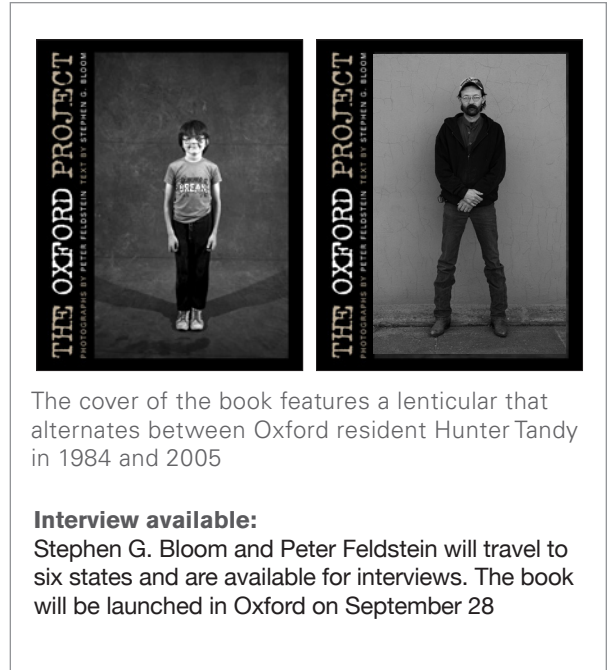 THE OXFORD PROJECT
PHOTOGRAPHS BY PETER FELDSTEIN TEXT BY STEPHEN G. BLOOM
BREAK
THE OXFORD PROJECT
PHOTOGRAPHS BY PETER FELDSTEIN TEXT BY STEPHEN G. BLOOM
The cover of the book features a lenticular that
alternates between Oxford resident Hunter Tandy
in 1984 and 2005
Interview available:
Stephen G. Bloom and Peter Feldstein will travel to
six states and are available for interviews. The book
will be launched in Oxford on September 28